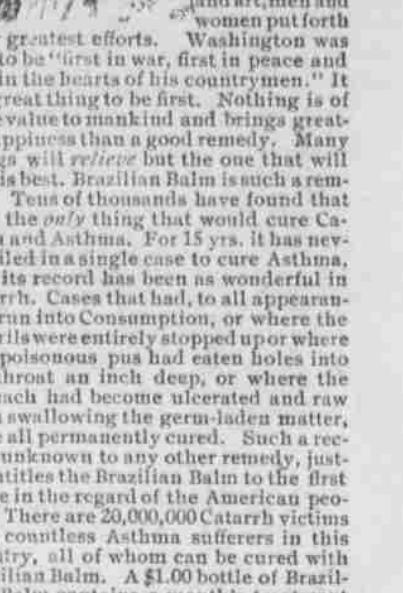 and art, men and
women put forth
greatest efforts. Washington was
to be "first in war, first in peace and
in the hearts of his countrymen." It
great thing to be first. Nothing is of
value to mankind and brings great-
ppiness than a good remedy. Many
gs will relieve but the one that will
is best. Brazilian Balm is such a rem-
Tens of thousands have found that
the only thing that would cure Ca-
and Asthma. For 15 yrs. it has nev-
iled in a single case to cure Asthma,
its record has been as wonderful in
rrh. Cases that had, to all appearan-
run into Consumption, or where the
rils were entirely stopped up or where
poisonous pus had eaten holes into
throat an inch deep, or where the
ach had become ulcerated and raw
swallowing the germ-laden matter,
all permanently cured. Such a rec-
unknown to any other remedy, just-
ntitles the Brazilian Balm to the first
e in the regard of the American peo-
There are 20,000,000 Catarrh victims
countless Asthma sufferers in this
ntry, all of whom can be cured with
ilian Balm. A $1.00 bottle of Brazil-